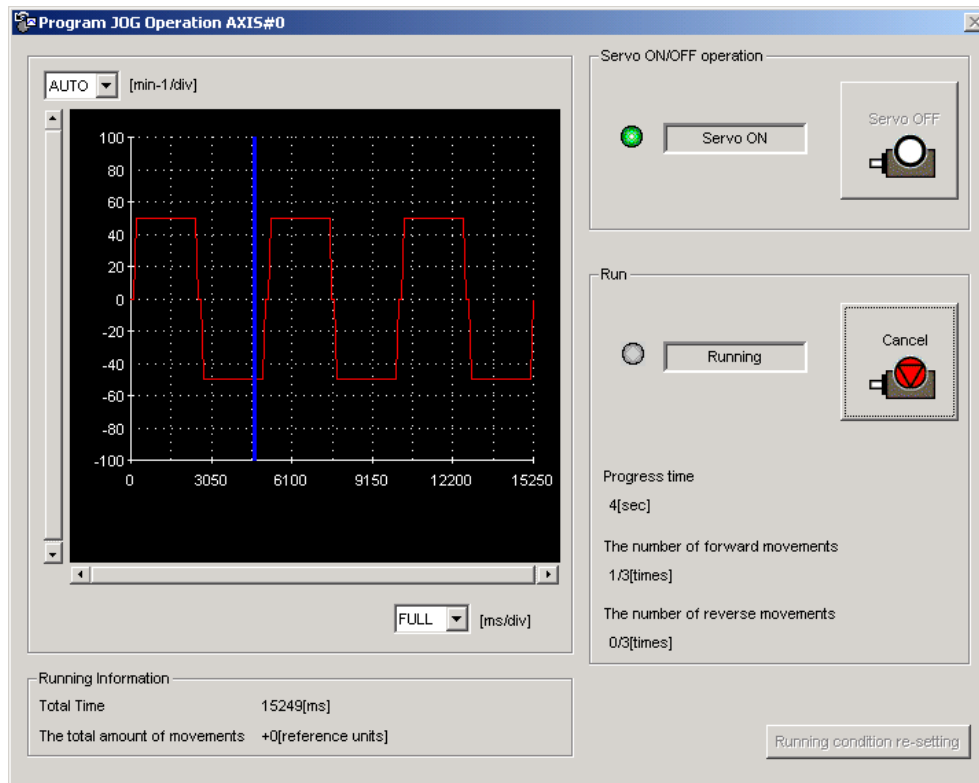 Program JOG Operation AXIS#0
AUTO [min-1/div]
100
80
60
40
20
0
-20
-40
-60
-80
-100
0 3050 6100 9150 12200 15250
FULL [ms/div]
Running Information
Total Time 15249[ms]
The total amount of movements +0[reference units]
Servo ON/OFF operation
Servo ON
Servo OFF
Run
Running
Cancel
Progress time
4[sec]
The number of forward movements
1/3[times]
The number of reverse movements
0/3[times]
Running condition re-setting